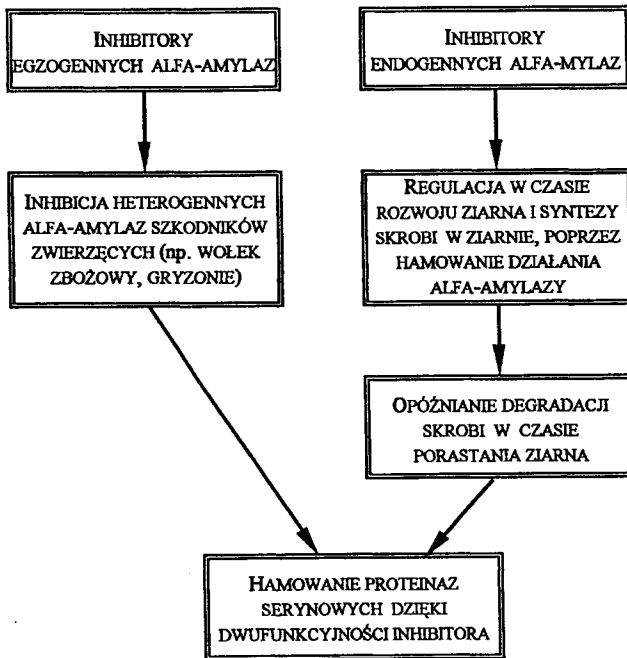 INHIBITORY
EGZOGENNYCH ALFA-AMYLAZ
INHIBITORY
ENDOGENNYCH ALFA-MYLAZ
INHIBICJA HETEROGENNYCH
ALFA-AMYLAZ SZKODNIKÓW
ZWIERZĘCYCH (np. WOŁEK
ZBOŻOWY, GRYZONIE)
REGULACJA W CZASIE
ROZWOJU ZIARNA I SYNTEZY
SKROBI W ZIARNIE, POPRZEZ
HAMOWANIE DZIAŁANIA
ALFA-AMYLAZY
OPÓŹNIANIE DEGRADACJI
SKROBI W CZASIE
PORASTANIA ZIARNA
HAMOWANIE PROTEINAZ
SERYNOWYCH DZIĘKI
DWUFUNKCYJNOŚCI INHIBITORA